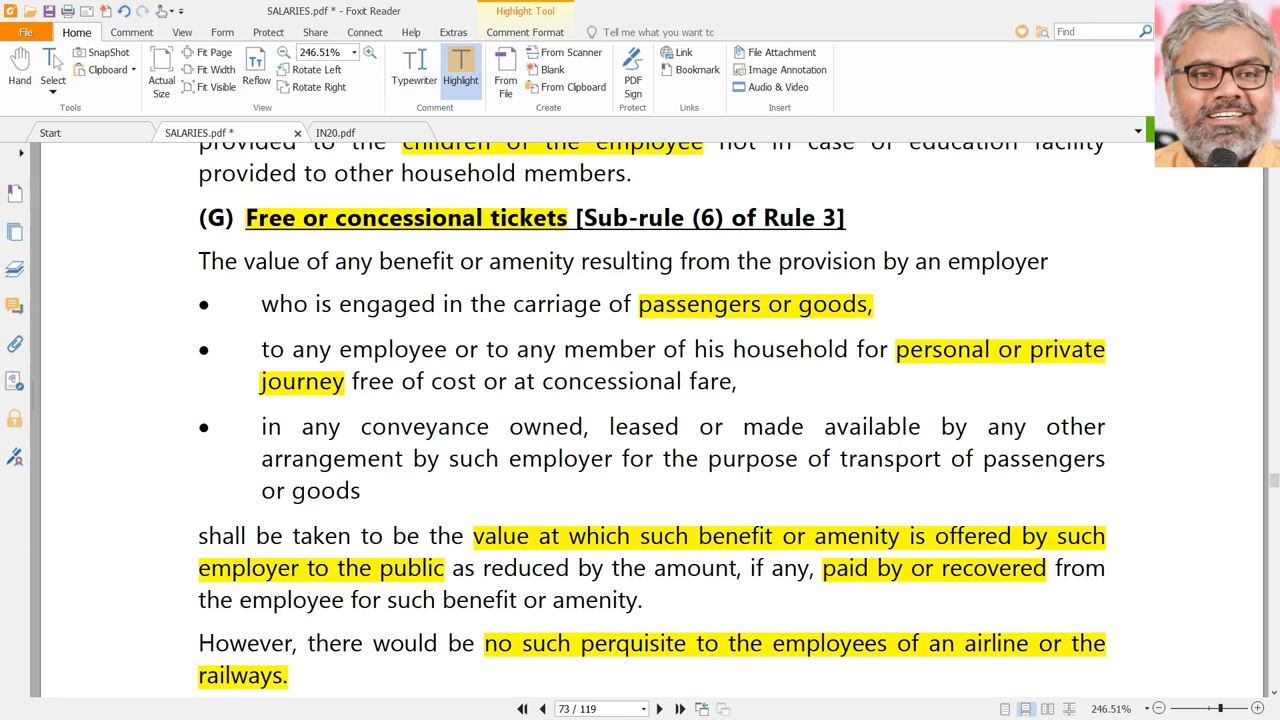 SALARIES.pdf * - Foxit Reader
Highlight Tool
File
Home
Comment
View
Form
Protect
Share
Connect
Help
Extras
Comment Format
Tell me what you want tc
Find
Hand
Select
SnapShot
Clipboard
Tools
Actual
Size
Fit Page
Fit Width
Fit Visible
Reflow
246.51%
Rotate Left
Rotate Right
View
Typewriter
Highlight
Comment
From
File
From Scanner
Blank
From Clipboard
Create
PDF
Sign
Protect
Link
Bookmark
Links
File Attachment
Image Annotation
Audio & Video
Insert
Start
SALARIES.pdf *
IN20.pdf
provided to the children of the employee not in case of education facility
provided to other household members.
(G) Free or concessional tickets [Sub-rule (6) of Rule 3]
The value of any benefit or amenity resulting from the provision by an employer
• who is engaged in the carriage of passengers or goods,
• to any employee or to any member of his household for personal or private
journey free of cost or at concessional fare,
• in any conveyance owned, leased or made available by any other
arrangement by such employer for the purpose of transport of passengers
or goods
shall be taken to be the value at which such benefit or amenity is offered by such
employer to the public as reduced by the amount, if any, paid by or recovered from
the employee for such benefit or amenity.
However, there would be no such perquisite to the employees of an airline or the
railways.
73 / 119
246.51%